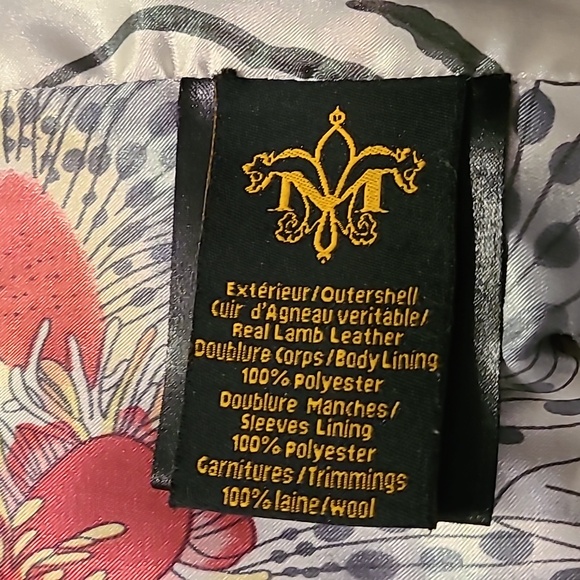 M
Extérieur/Outershell
Cuir d'Agneau veritable/
Real Lamb Leather
Doublure Corps/Body Lining
100% Polyester
Doublure Manches/
Sleeves Lining
100% Polyester
Garnitures/Trimmings
100% laine/wool